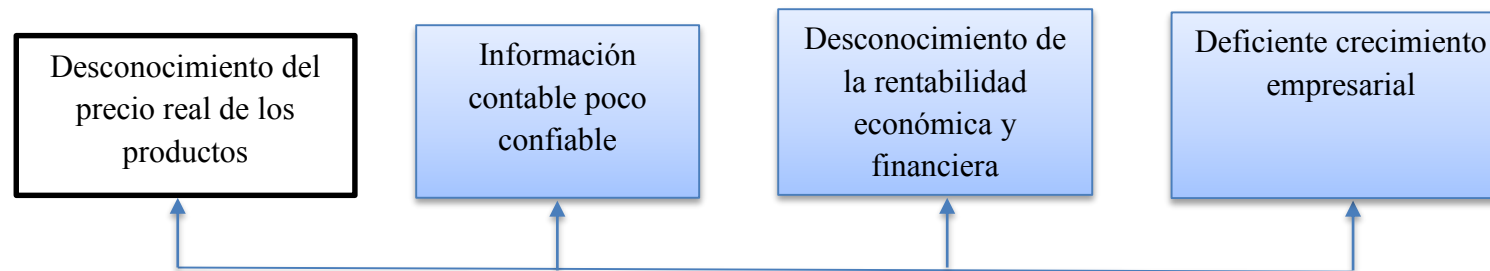 Desconocimiento del
precio real de los
productos
Información
contable poco
confiable
Desconocimiento de
la rentabilidad
económica y
financiera
Deficiente crecimiento
empresarial